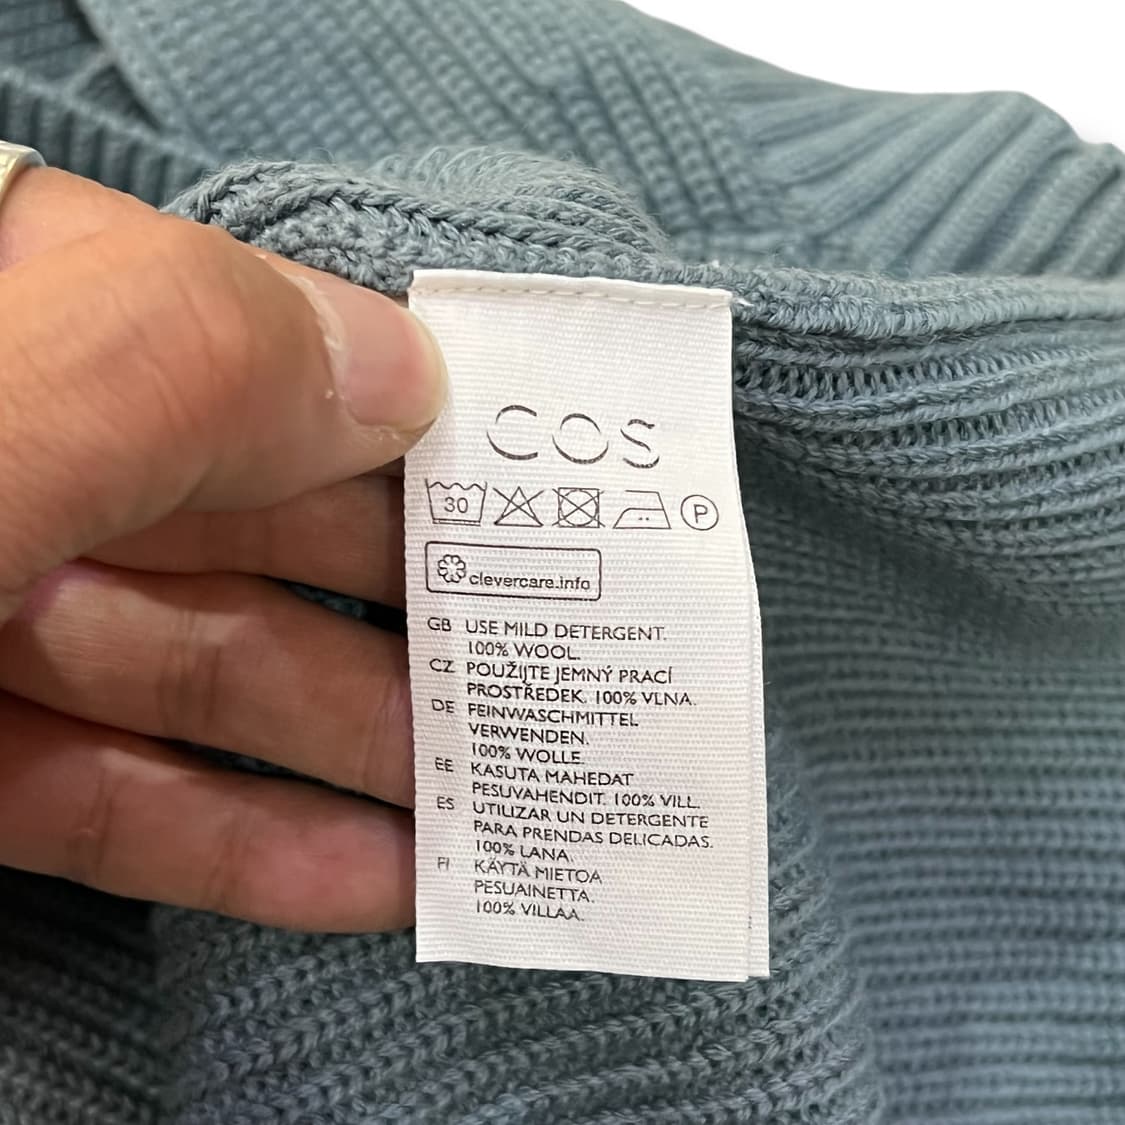 COS
30
P
clevercare.info
GB USE MILD DETERGENT.
100% WOOL.
CZ POUŽIJTE JEMNÝ PRACÍ
PROSTŘEDEK. 100% VLNA.
DE FEINWASCHMITTEL
VERWENDEN.
100% WOLLE.
EE KASUTA MAHEDAT
PESUVAHENDIT. 100% VILL.
ES UTILIZAR UN DETERGENTE
PARA PRENDAS DELICADAS.
100% LANA.
FI KÄYTÄ MIETOA
PESUAINETTA.
100% VILLAA.